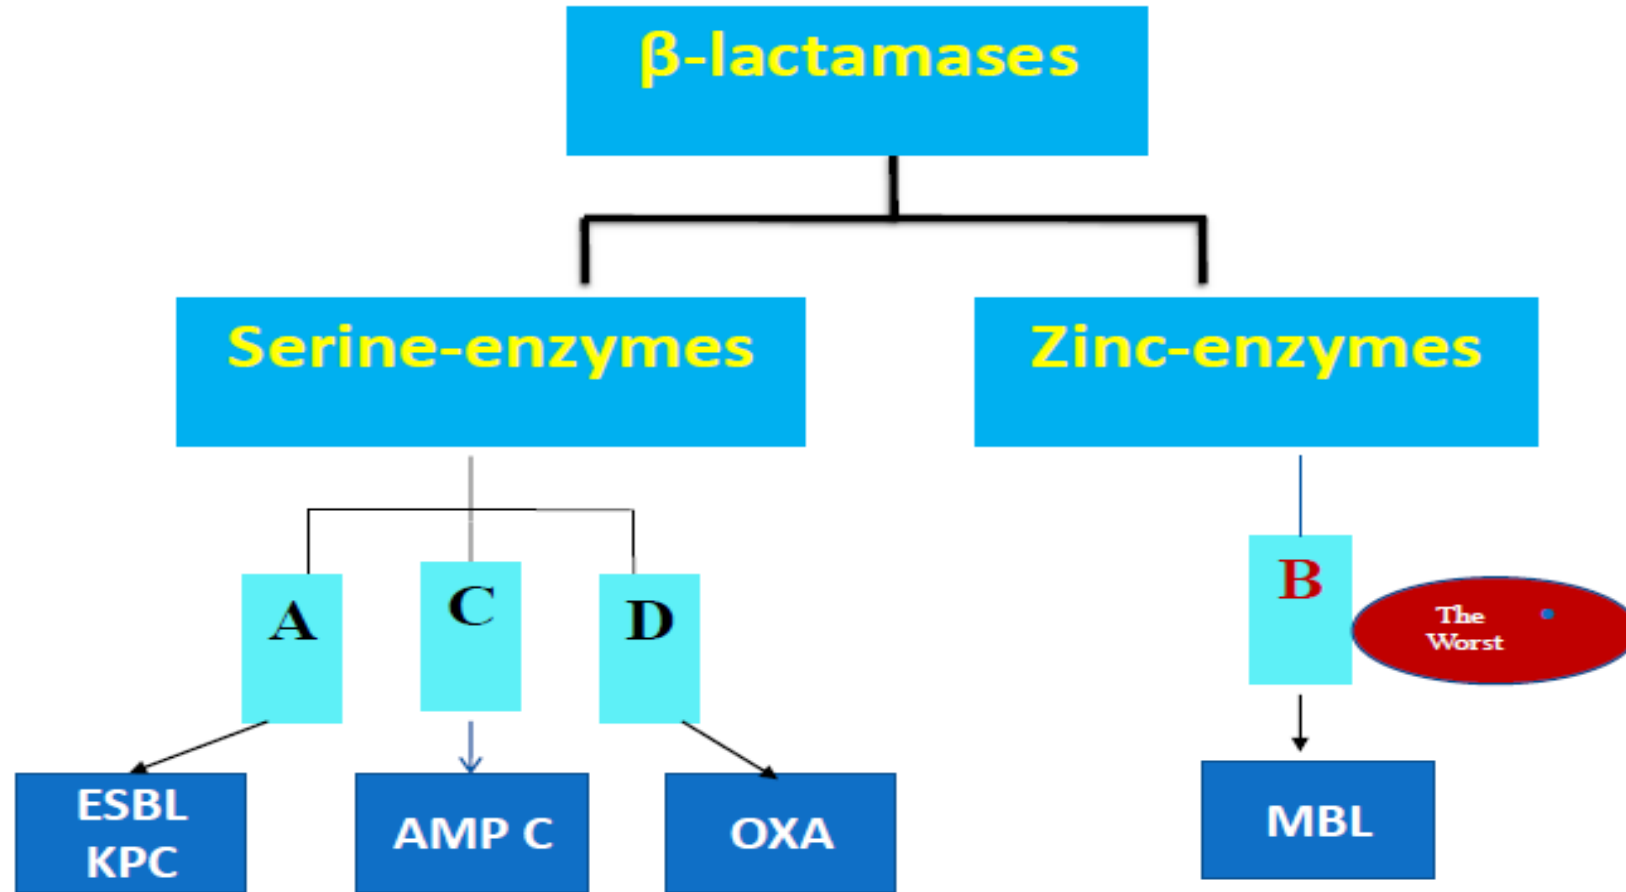 β-lactamases
Serine-enzymes
Zinc-enzymes
A
C
D
B
The
Worst
ESBL
KPC
AMP C
OXA
MBL